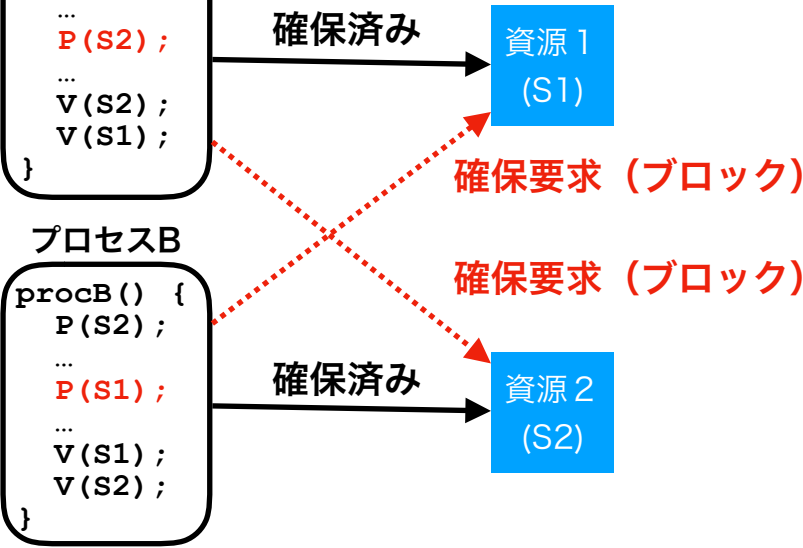 …
P(S2);
…
V(S2);
V(S1);
}
確保済み
資源１
(S1)
確保要求（ブロック）
プロセスB
確保要求（ブロック）
procB() {
P(S2);
…
P(S1);
…
V(S1);
V(S2);
}
確保済み
資源２
(S2)